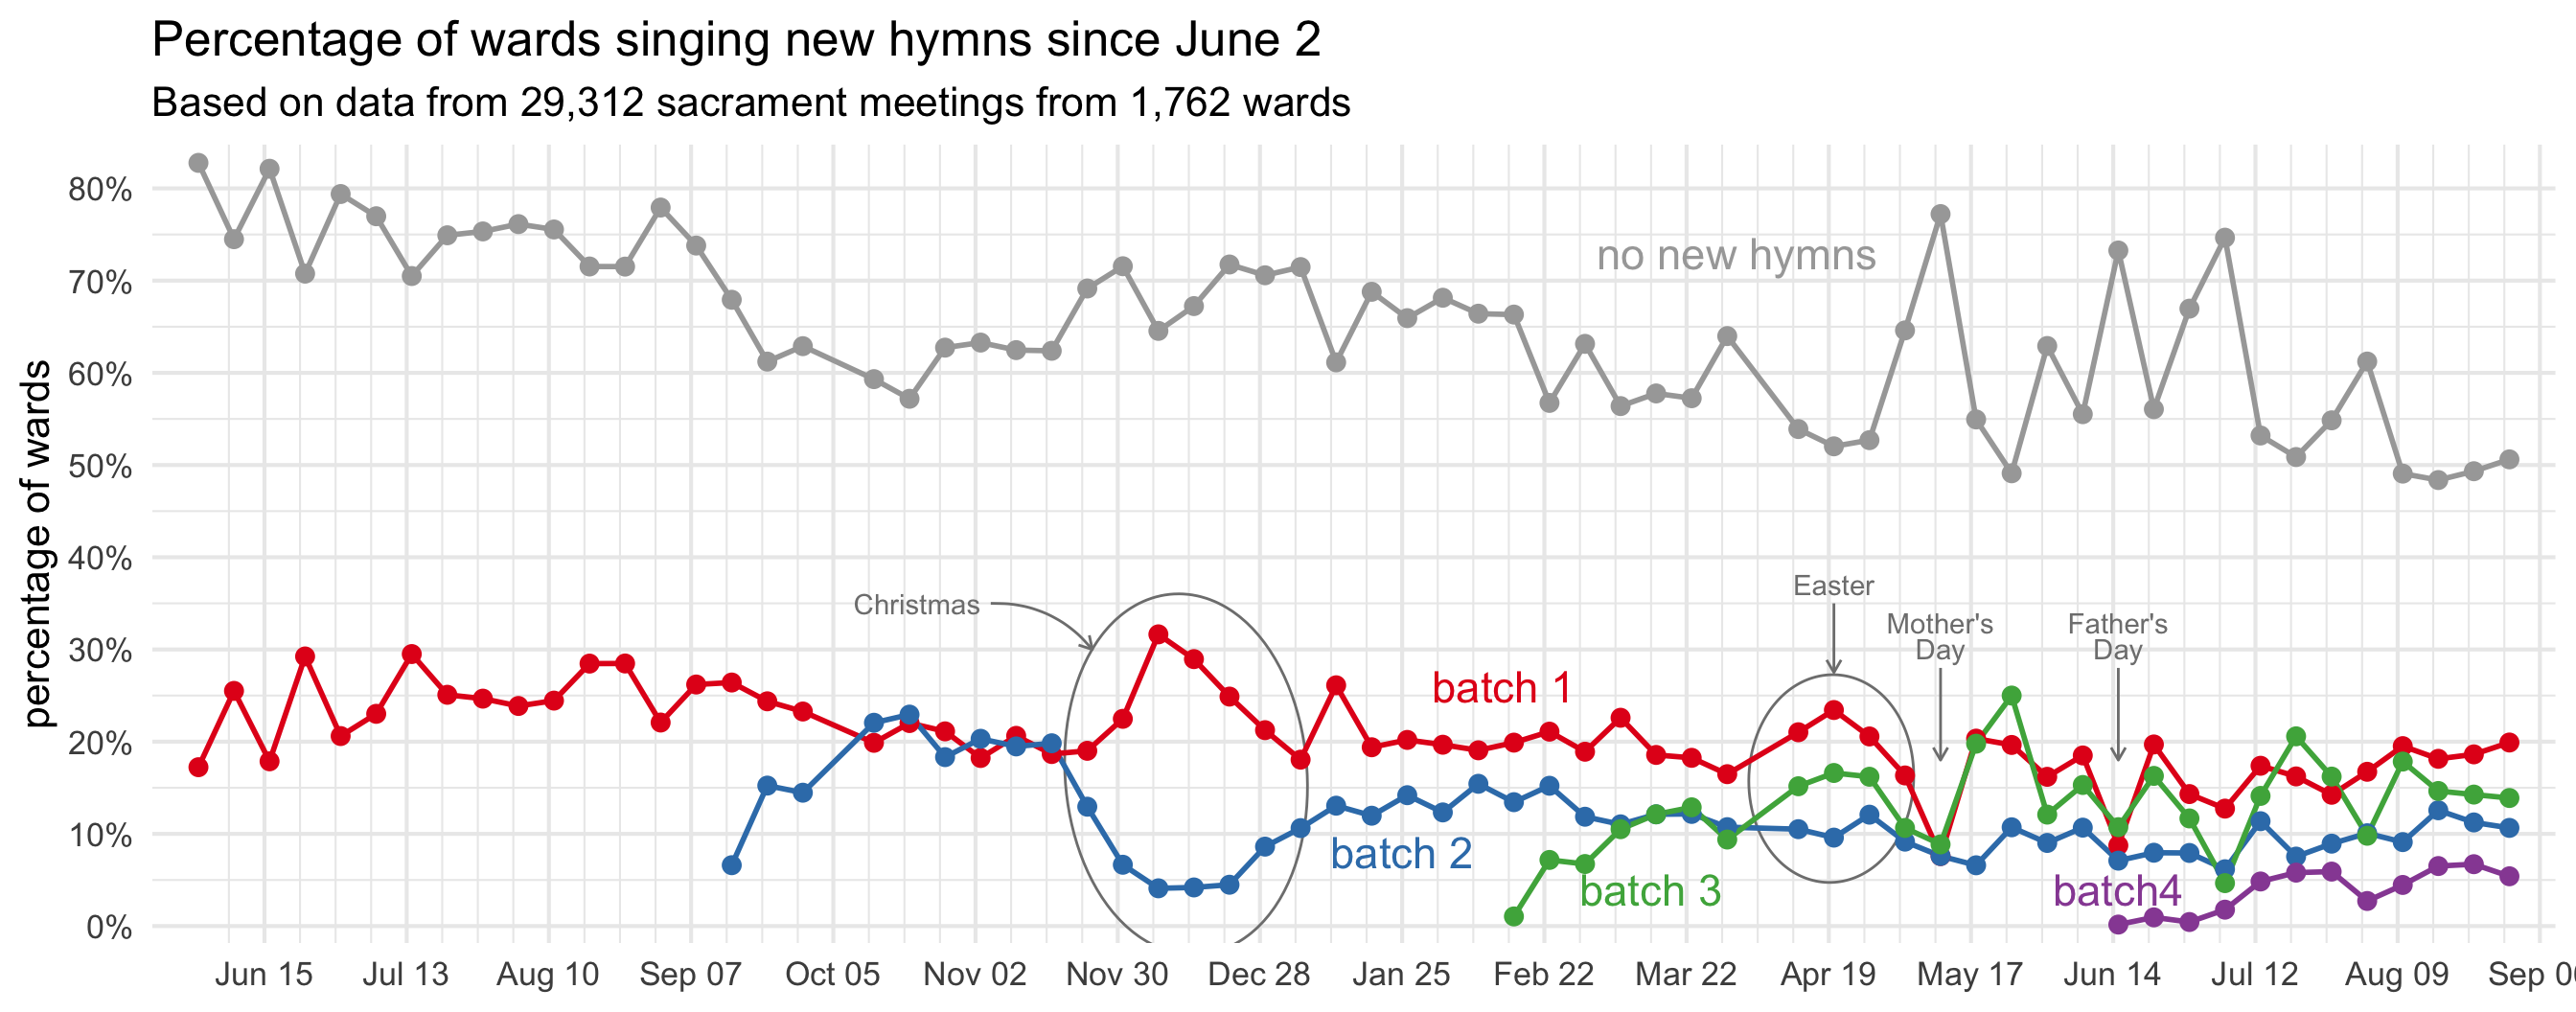 Percentage of wards singing new hymns since June 2
Based on data from 29,312 sacrament meetings from 1,762 wards
percentage of wards
80%
70%
60%
50%
40%
30%
20%
10%
0%
no new hymns
Christmas
Easter
Mother's
Day
Father's
Day
batch 1
batch 2
batch 3
batch4
Jun 15 Jul 13 Aug 10 Sep 07 Oct 05 Nov 02 Nov 30 Dec 28 Jan 25 Feb 22 Mar 22 Apr 19 May 17 Jun 14 Jul 12 Aug 09 Sep